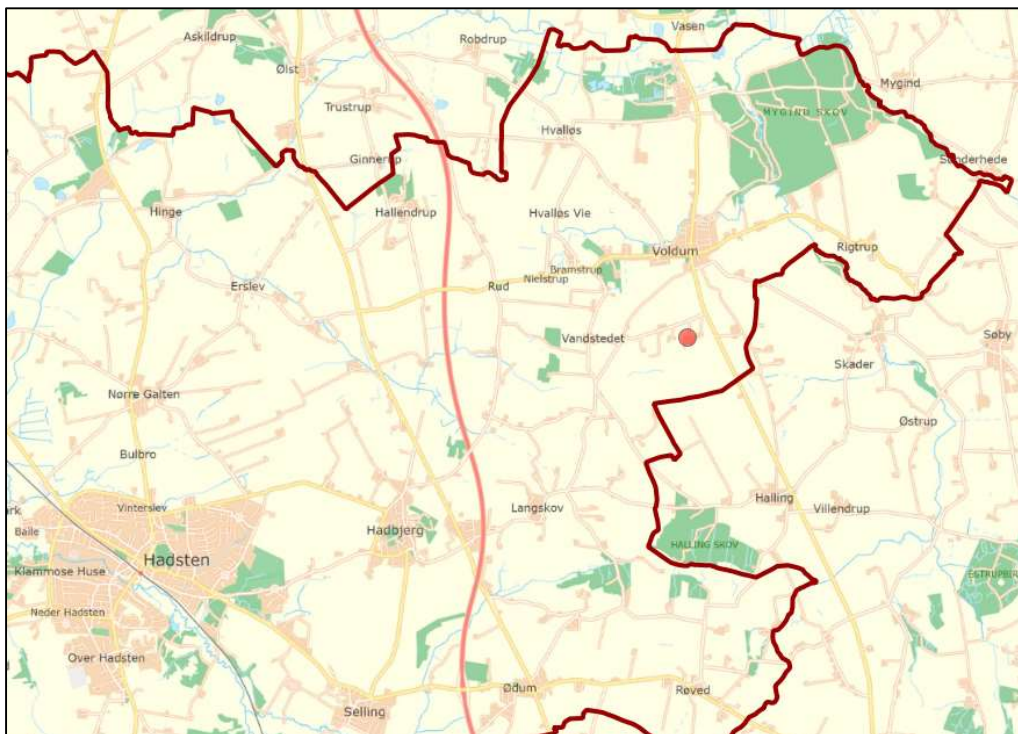 Vasen
Askildrup
Robdrup
Ølst
Mygind
Trustrup
MYGIND SKOV
Hvalløs
Ginnerup
Sønderhede
Hinge
Hallendrup
Hvalløs Vie
Voldum
Rigtrup
Bramstrup
Nielstrup
Erslev
Rud
Vandstedet
Søby
Skader
Nørre Galten
Østrup
Bulbro
Halling
Vinterslev
Langskov
Villendrup
Hadbjerg
Balle
HALLING SKOV
Hadsten
Klammose Huse
Neder Hadsten
Over Hadsten
Ødum
Røved
Selling